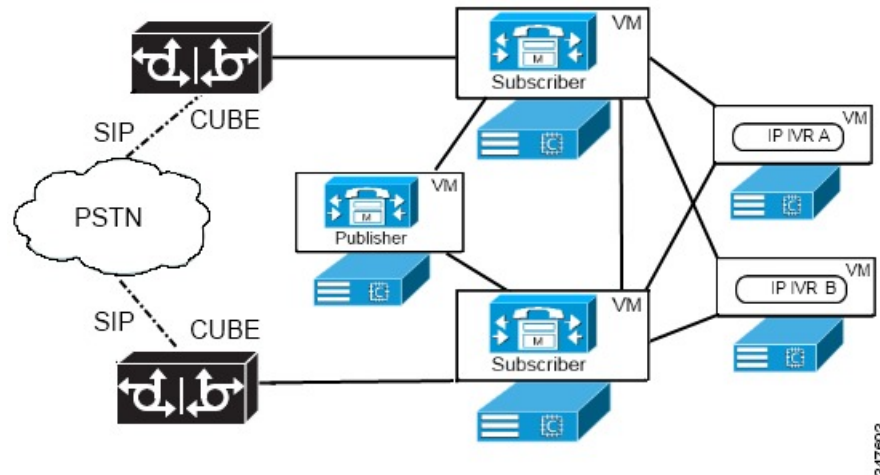 VM
Subscriber
M
C
SIP
CUBE
PSTN
VM
Publisher
M
C
VM
IP IVR A
C
VM
IP IVR B
C
SIP
CUBE
VM
Subscriber
M
C